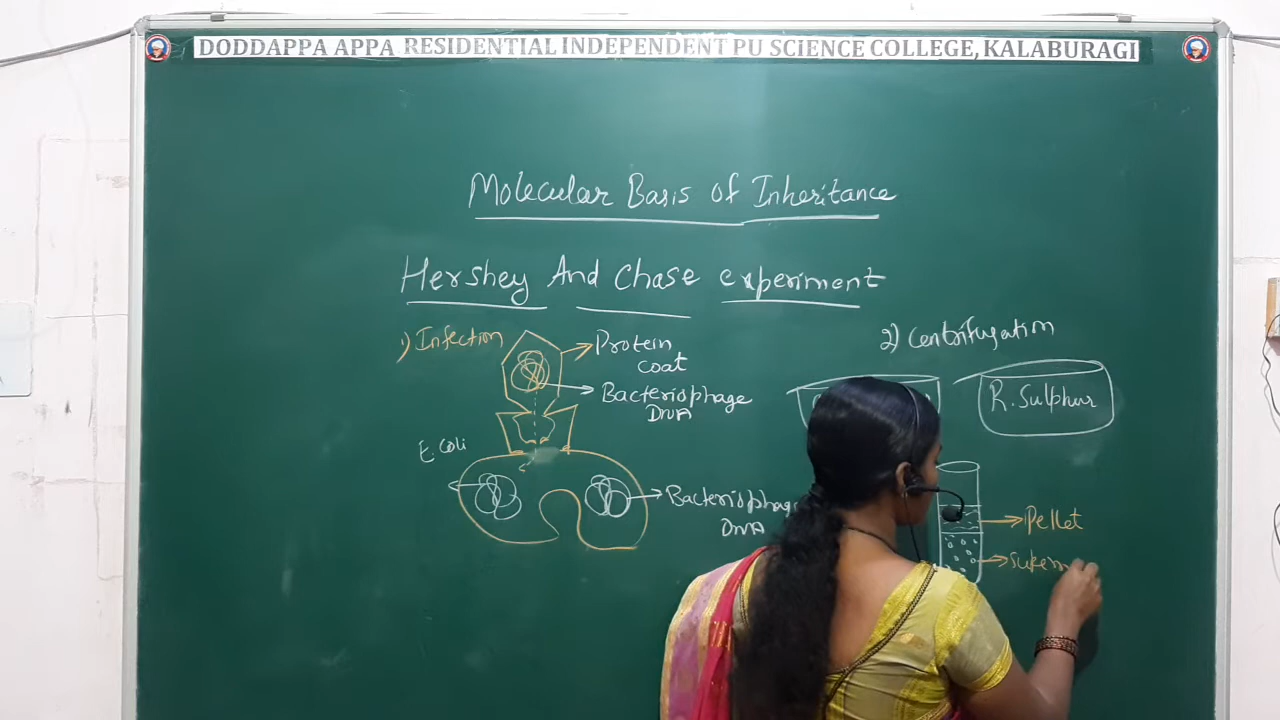 DODDAPPA APPA RESIDENTIAL INDEPENDENT PU SCIENCE COLLEGE, KALABURAGI
Molecular Basis of Inheritance
Hershey And Chase experiment
1) Infection
Protein
coat
Bacteriophage
DNA
E. Coli
Bacteriophage
DNA
2) Centrifugation
R. Sulphur
Pellet
Supern